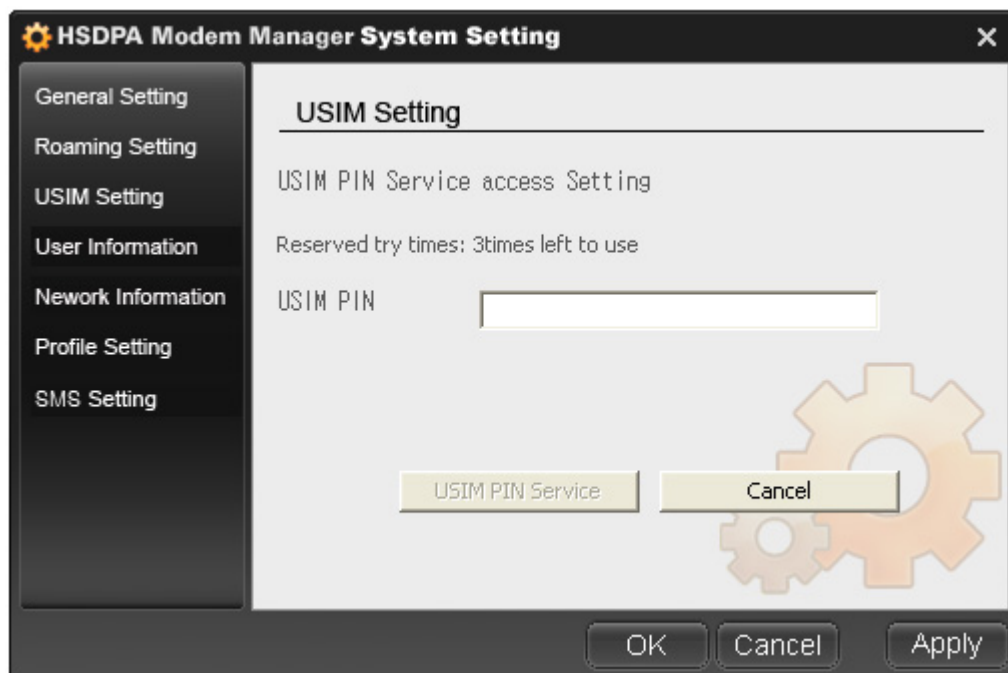 HSDPA Modem Manager System Setting
General Setting
Roaming Setting
USIM Setting
User Information
Nework Information
Profile Setting
SMS Setting
USIM Setting
USIM PIN Service access Setting
Reserved try times: 3times left to use
USIM PIN
USIM PIN Service
Cancel
OK
Cancel
Apply